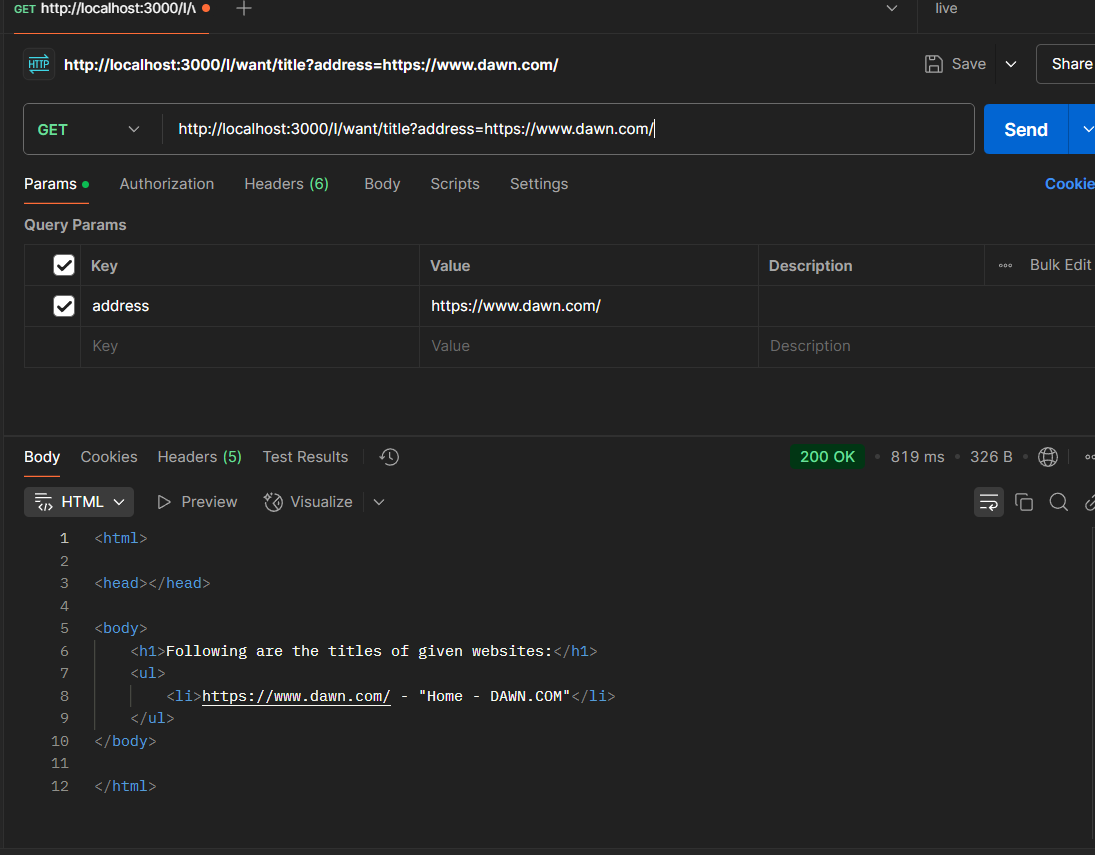 GET http://localhost:3000/I/
live
HTTP http://localhost:3000/I/want/title?address=https://www.dawn.com/ Save Share
GET http://localhost:3000/I/want/title?address=https://www.dawn.com/ Send
Params Authorization Headers (6) Body Scripts Settings Cookie
Query Params
Key Value Description Bulk Edit
address https://www.dawn.com/
Key Value Description
Body Cookies Headers (5) Test Results 200 OK 819 ms 326 B
HTML Preview Visualize
1 <html>
2
3 <head></head>
4
5 <body>
6 <h1>Following are the titles of given websites:</h1>
7 <ul>
8 <li>https://www.dawn.com/ - "Home - DAWN.COM"</li>
9 </ul>
10 </body>
11
12 </html>